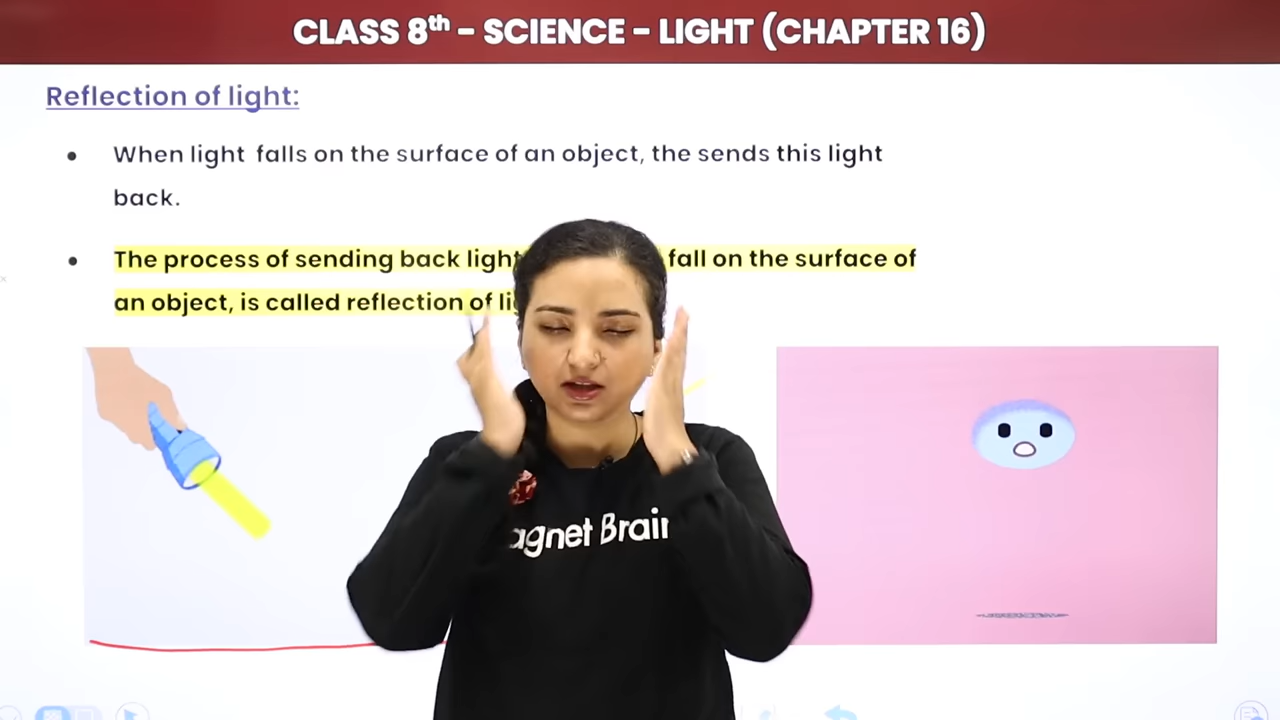 CLASS 8th - SCIENCE - LIGHT (CHAPTER 16)
Reflection of light:
• When light falls on the surface of an object, the sends this light
back.
• The process of sending back light fall on the surface of
an object, is called reflection of
agnet Brain